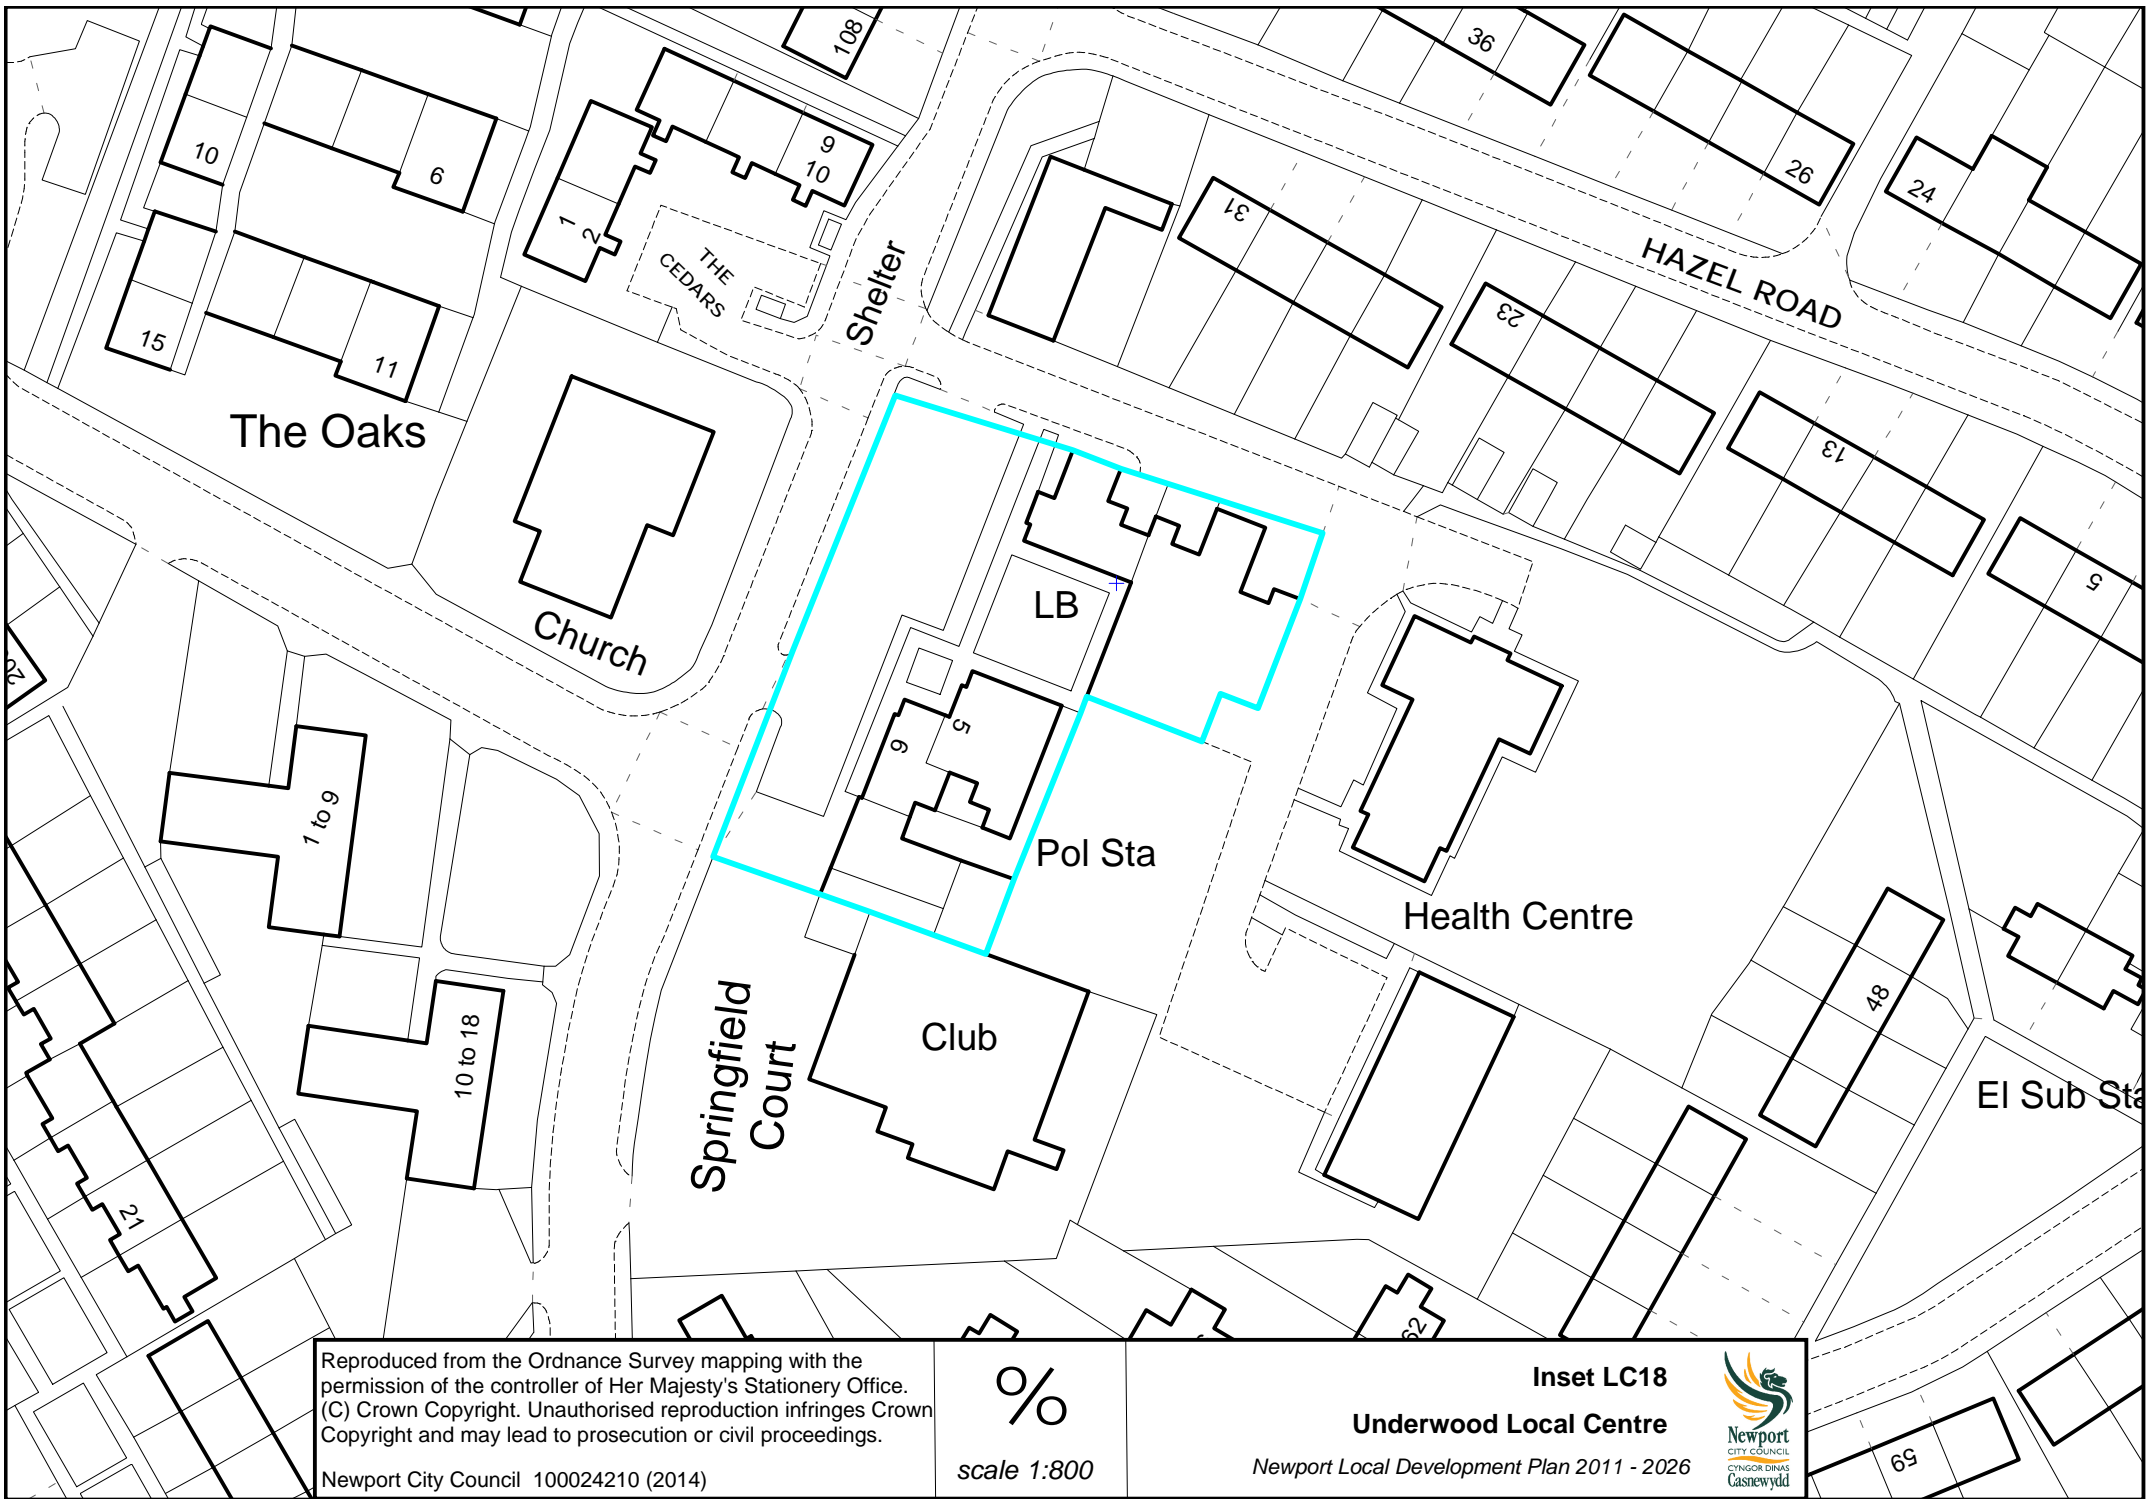 108
36
10
6
9
10
26
24
31
1
2
THE
CEDARS
Shelter
HAZEL ROAD
23
15
11
The Oaks
13
5
LB
Church
20
5
6
1 to 9
Pol Sta
Health Centre
48
Springfield
Court
Club
10 to 18
El Sub Sta
21
62
59
Reproduced from the Ordnance Survey mapping with the
permission of the controller of Her Majesty's Stationery Office.
(C) Crown Copyright. Unauthorised reproduction infringes Crown
Copyright and may lead to prosecution or civil proceedings.
Newport City Council 100024210 (2014)
%
scale 1:800
Inset LC18
Underwood Local Centre
Newport Local Development Plan 2011 - 2026
Newport
CITY COUNCIL
CYNGOR DINAS
Casnewydd